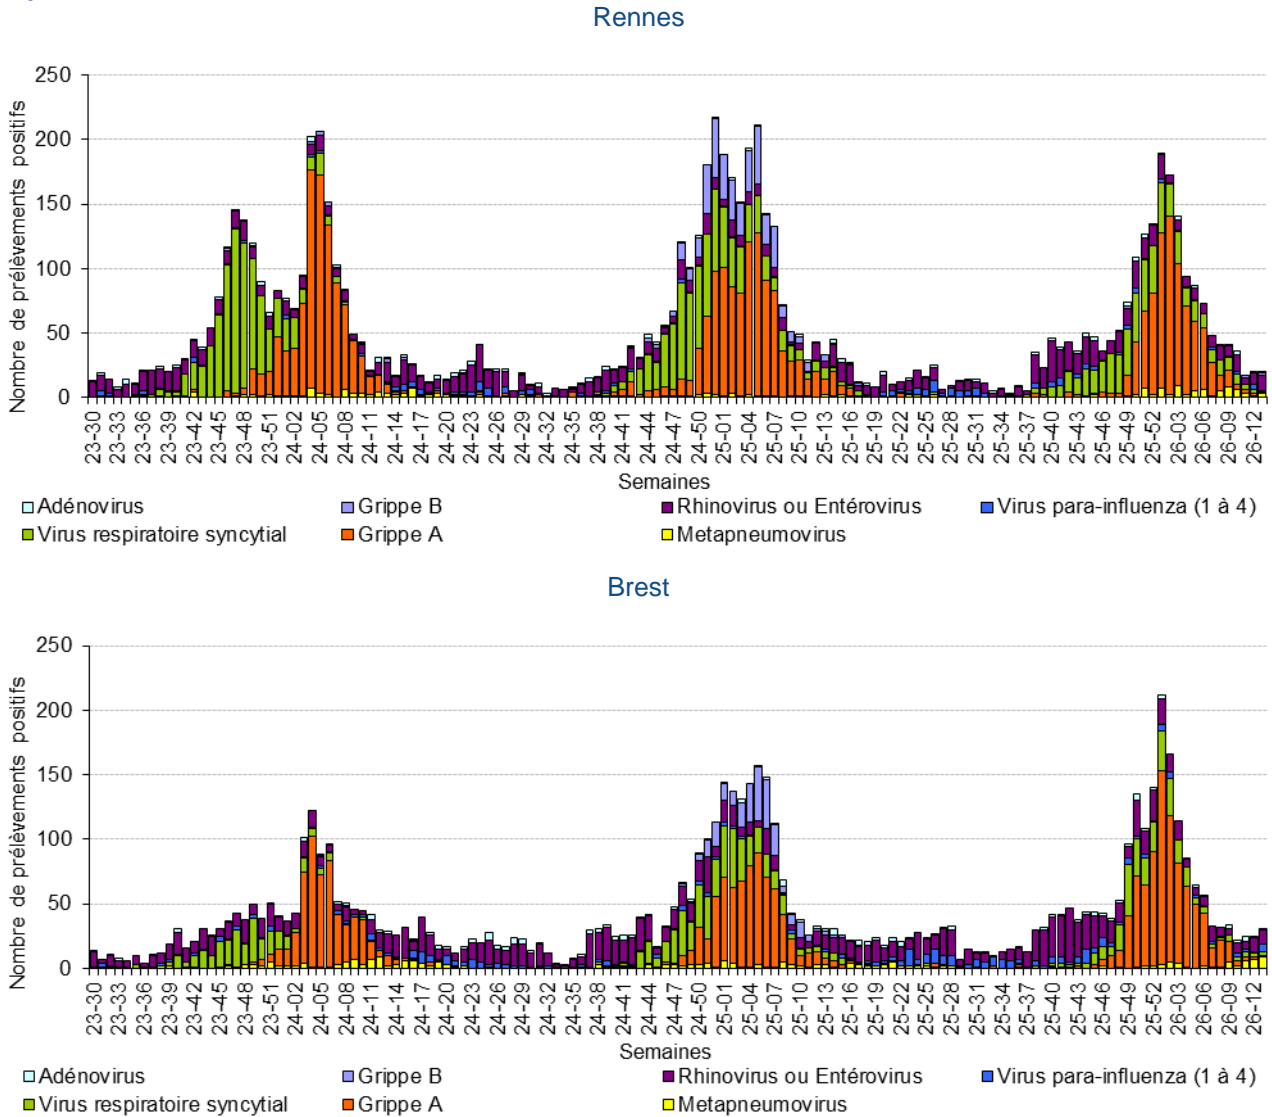 Rennes
Nombre de prélèvements positifs
250
200
150
100
50
0
23-30 23-33 23-36 23-39 23-42 23-45 23-48 23-51 24-02 24-05 24-08 24-11 24-14 24-17 24-20 24-23 24-26 24-29 24-32 24-35 24-38 24-41 24-44 24-47 24-50 25-01 25-04 25-07 25-10 25-13 25-16 25-19 25-22 25-25 25-28 25-31 25-34 25-37 25-40 25-43 25-46 25-49 25-52 26-03 26-06 26-09 26-12
Semaines
Adénovirus Grippe B Rhinovirus ou Entérovirus Virus para-influenza (1 à 4)
Virus respiratoire syncytial Grippe A Metapneumovirus
Brest
Nombre de prélèvements positifs
250
200
150
100
50
0
23-30 23-33 23-36 23-39 23-42 23-45 23-48 23-51 24-02 24-05 24-08 24-11 24-14 24-17 24-20 24-23 24-26 24-29 24-32 24-35 24-38 24-41 24-44 24-47 24-50 25-01 25-04 25-07 25-10 25-13 25-16 25-19 25-22 25-25 25-28 25-31 25-34 25-37 25-40 25-43 25-46 25-49 25-52 26-03 26-06 26-09 26-12
Semaines
Adénovirus Grippe B Rhinovirus ou Entérovirus Virus para-influenza (1 à 4)
Virus respiratoire syncytial Grippe A Metapneumovirus